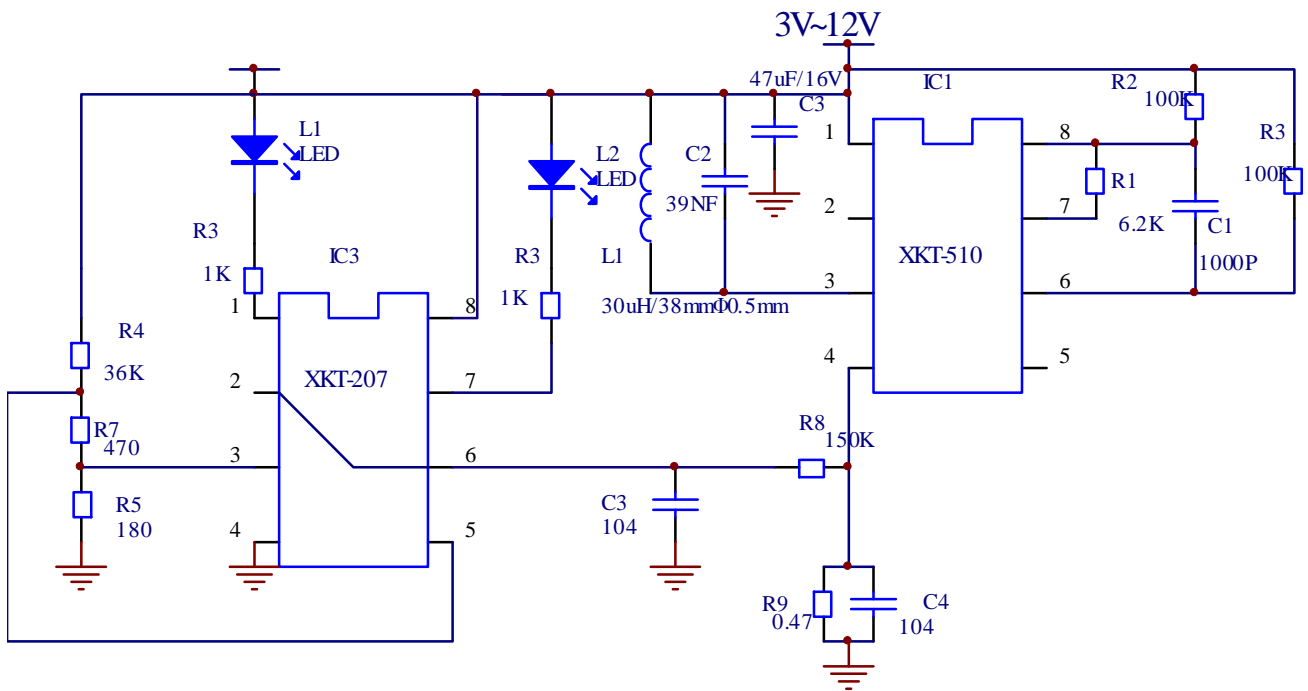 3V~12V
47uF/16V
IC1
R2
100K
L1
LED
C3
1
8
R3
L2
LED
C2
R1
100K
39NF
2
7
6.2K
C1
R3
IC3
R3
L1
XKT-510
1000P
1K
1K
3
6
30uH/38mmΦ0.5mm
1
8
R4
36K
XKT-207
4
5
2
7
R7
470
R8
150K
3
6
R5
180
C3
104
4
5
R9
0.47
C4
104